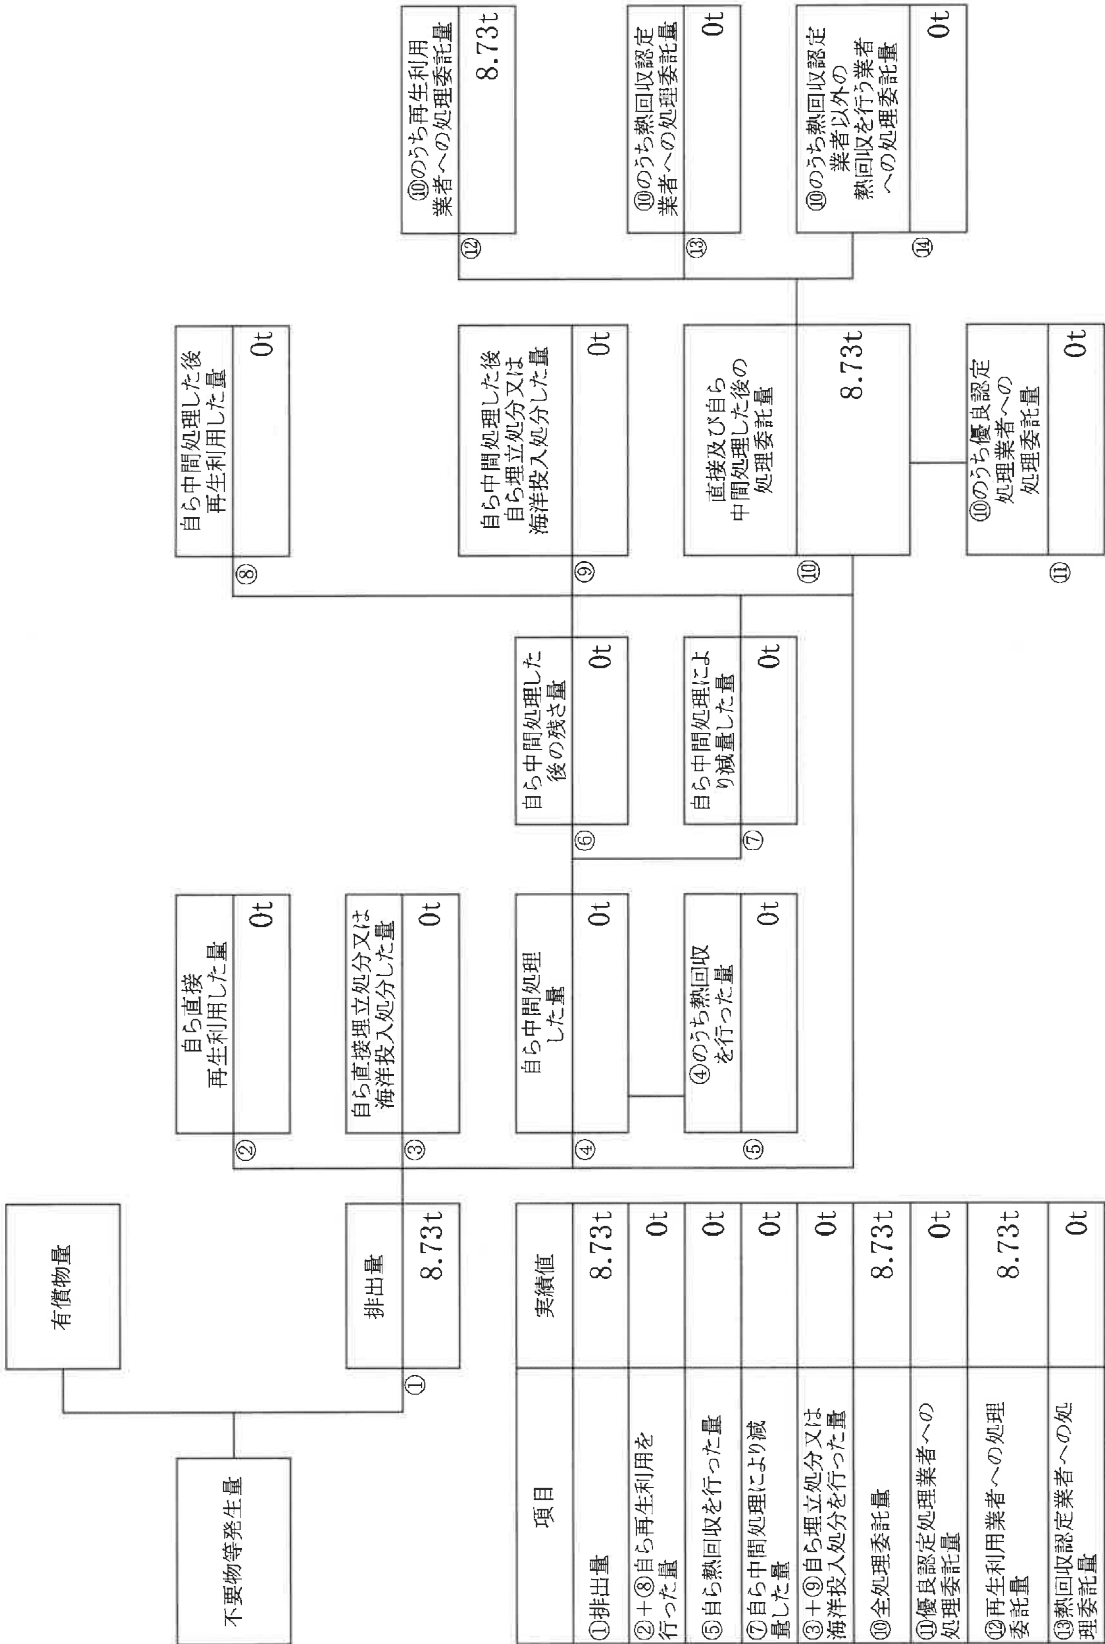 不要物等発生量
有償物量
排出量
①
8.73t
自ら直接
再生利用した量
②
0t
自ら直接埋立処分又は
海洋投入処分した量
③
0t
自ら中間処理
した量
④
0t
④のうち熱回収
を行った量
⑤
0t
自ら中間処理した
後の残さ量
⑥
0t
自ら中間処理によ
り減量した量
⑦
0t
自ら中間処理した後
再生利用した量
⑧
0t
自ら中間処理した後
自ら埋立処分又は
海洋投入処分した量
⑨
0t
直接及び自ら
中間処理した後の
処理委託量
⑩
8.73t
⑩のうち優良認定
処理業者への
処理委託量
⑪
0t
⑩のうち再生利用
業者への処理委託量
⑫
8.73t
⑩のうち熱回収認定
業者への処理委託量
⑬
0t
⑩のうち熱回収認定
業者以外の
熱回収を行う業者
への処理委託量
⑭
0t
項目 実績値
①排出量 8.73t
②+⑧自ら再生利用を
行った量 0t
⑤自ら熱回収を行った量 0t
⑦自ら中間処理により減
量した量 0t
③+⑨自ら埋立処分又は
海洋投入処分を行った量 0t
⑩全処理委託量 8.73t
⑪優良認定処理業者への
処理委託量 0t
⑫再生利用業者への処理
委託量 8.73t
⑬熱回収認定業者への処
理委託量 0t